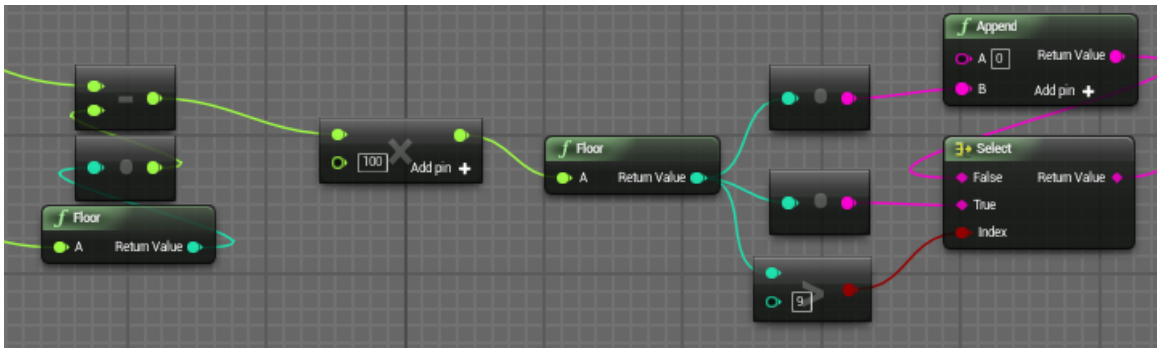 f Append
A 0 Return Value
B Add pin +
-
100 × Add pin +
f Floor
A Return Value
Select
False Return Value
True
Index
f Floor
A Return Value
9 >